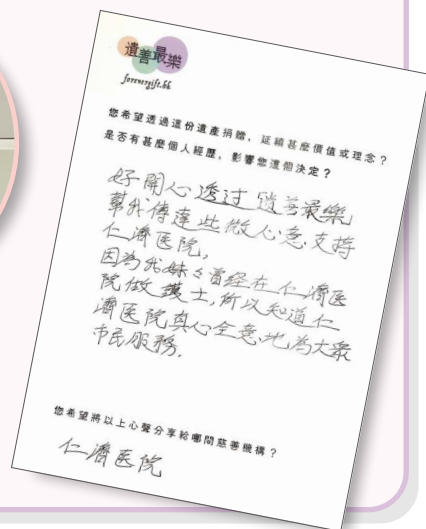 遺善最樂
forevergift.hk
您希望透過這份遺產捐贈，延續甚麼價值或理念？
是否有甚麼個人經歷，影響您這個決定？
好開心透过「遺善最樂」
幫我傳達些微心意支持
仁濟医院，
因為我妹々曾経在仁濟医
院做護士，所以知道仁
濟医院真心全意地為大衆
市民服務．
您希望將以上心聲分享給哪間慈善機構？
仁濟医院